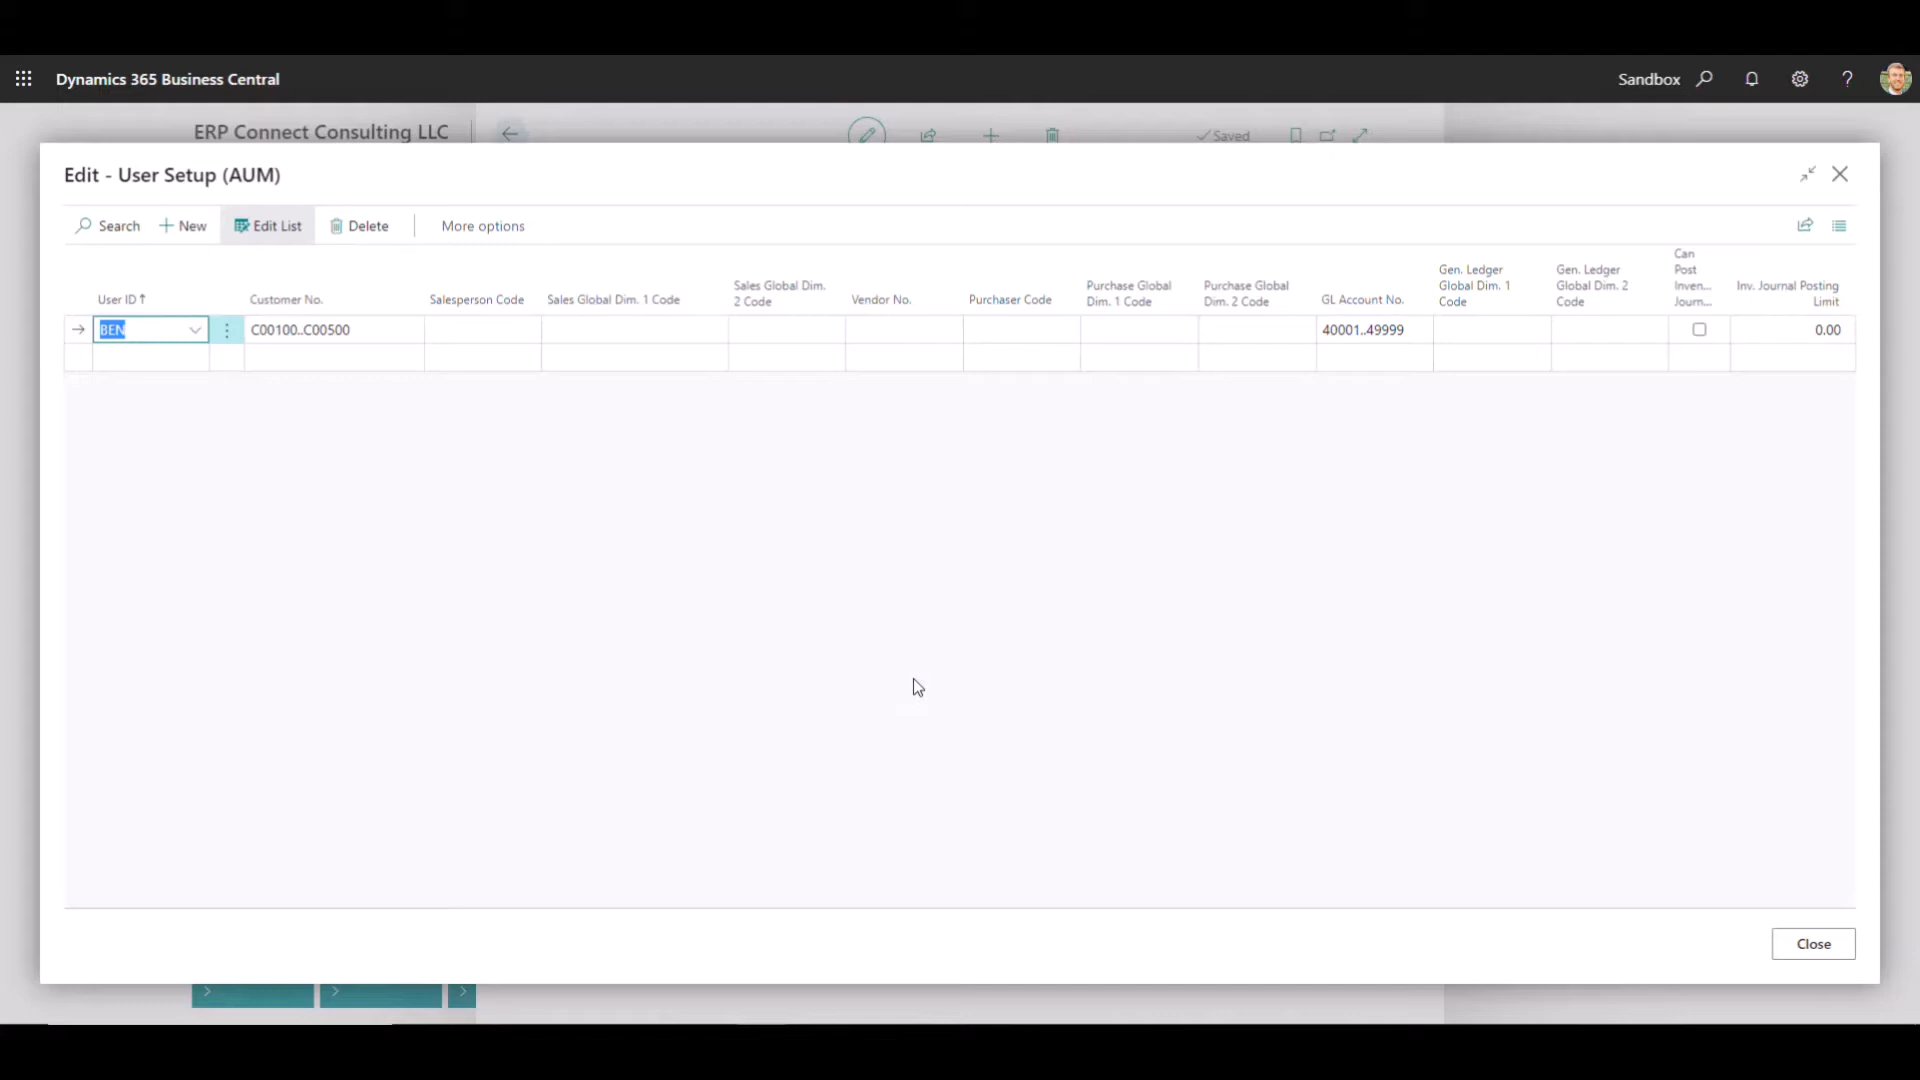 Dynamics 365 Business Central
Sandbox
ERP Connect Consulting LLC
Saved
Edit - User Setup (AUM)
Search
New
Edit List
Delete
More options
User ID ↑
Customer No.
Salesperson Code
Sales Global Dim. 1 Code
Sales Global Dim.
2 Code
Vendor No.
Purchaser Code
Purchase Global
Dim. 1 Code
Purchase Global
Dim. 2 Code
GL Account No.
Gen. Ledger
Global Dim. 1
Code
Gen. Ledger
Global Dim. 2
Code
Can
Post
Inven...
Journ...
Inv. Journal Posting
Limit
BEN
C00100..C00500
40001..49999
0.00
Close